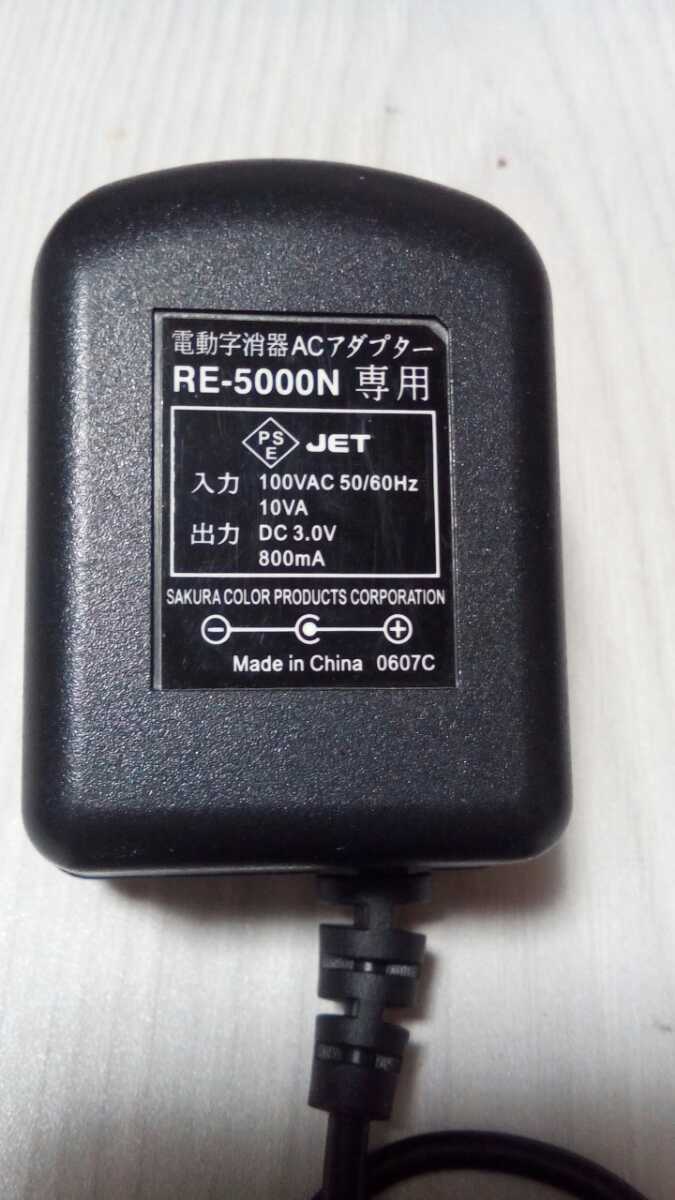 電動字消器ACアダプター
RE-5000N 専用
PSE JET
入力 100VAC 50/60Hz
10VA
出力 DC 3.0V
800mA
SAKURA COLOR PRODUCTS CORPORATION
Made in China 0607C